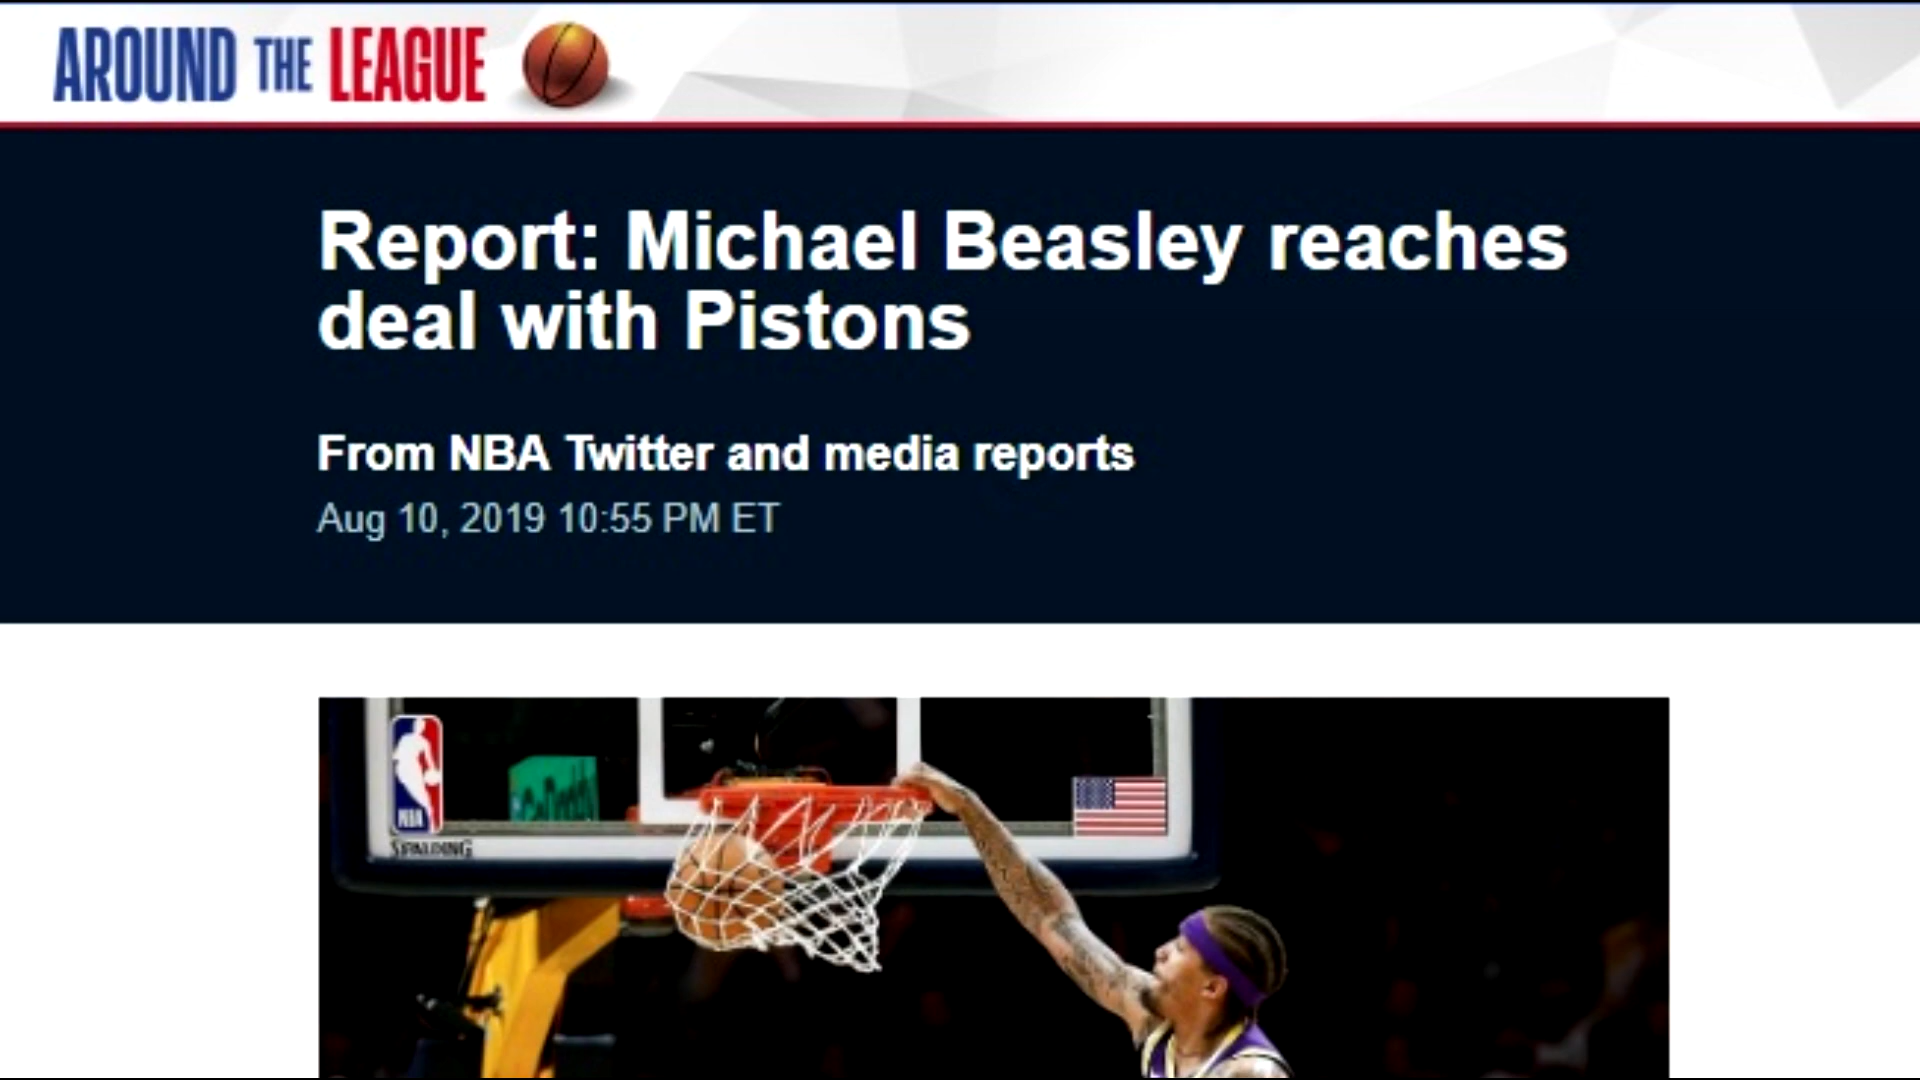 AROUND THE LEAGUE
Report: Michael Beasley reaches
deal with Pistons
From NBA Twitter and media reports
Aug 10, 2019 10:55 PM ET
NBA
SPALDING